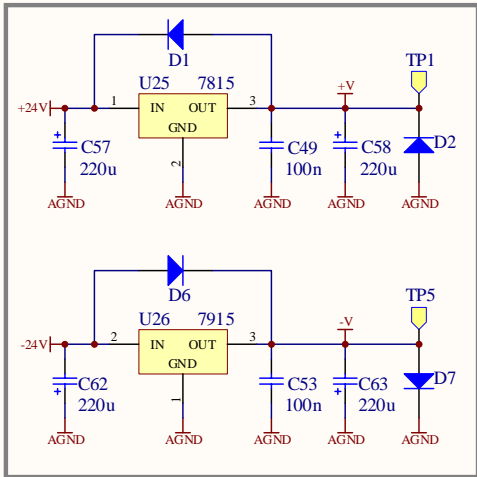 D1
TP1
U25 7815
+24V
1 IN OUT 3
+V
GND
+ C57
220u
2
C49
100n
+ C58
220u
D2
AGND AGND AGND AGND AGND
D6
TP5
U26 7915
-24V
2 IN OUT 3
-V
GND
C62
+ 220u
1
C53
100n
C63
+ 220u
D7
AGND AGND AGND AGND AGND